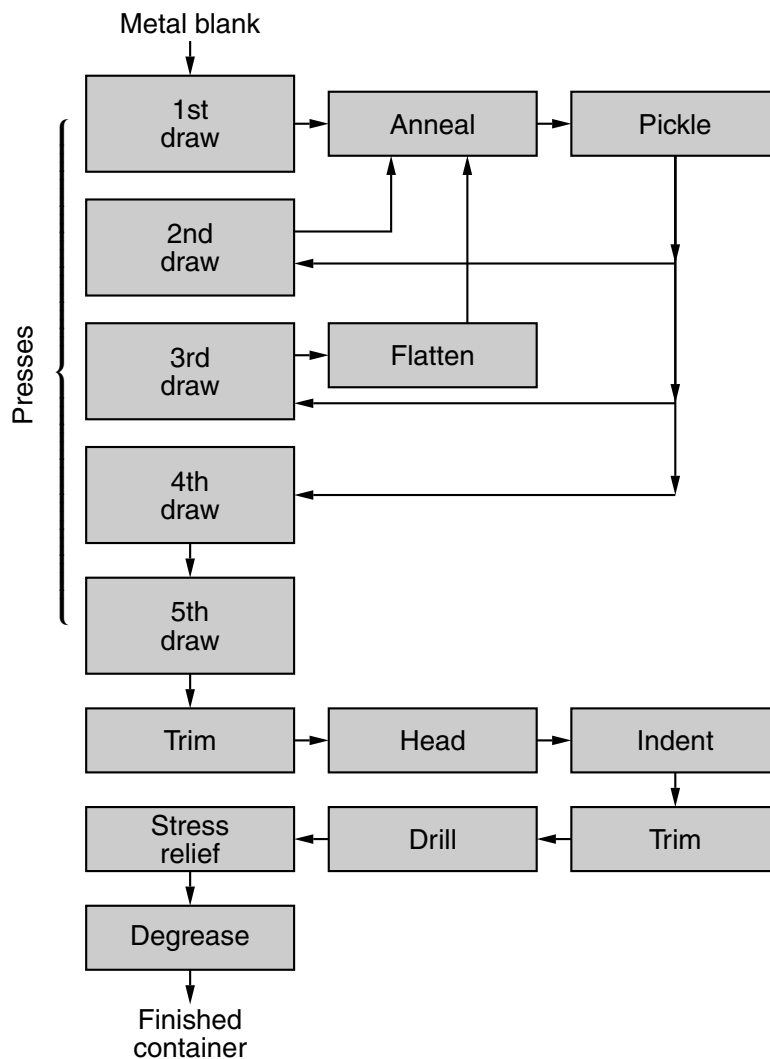 Metal blank
1st
draw
Anneal
Pickle
2nd
draw
Presses
3rd
draw
Flatten
4th
draw
5th
draw
Trim
Head
Indent
Stress
relief
Drill
Trim
Degrease
Finished
container